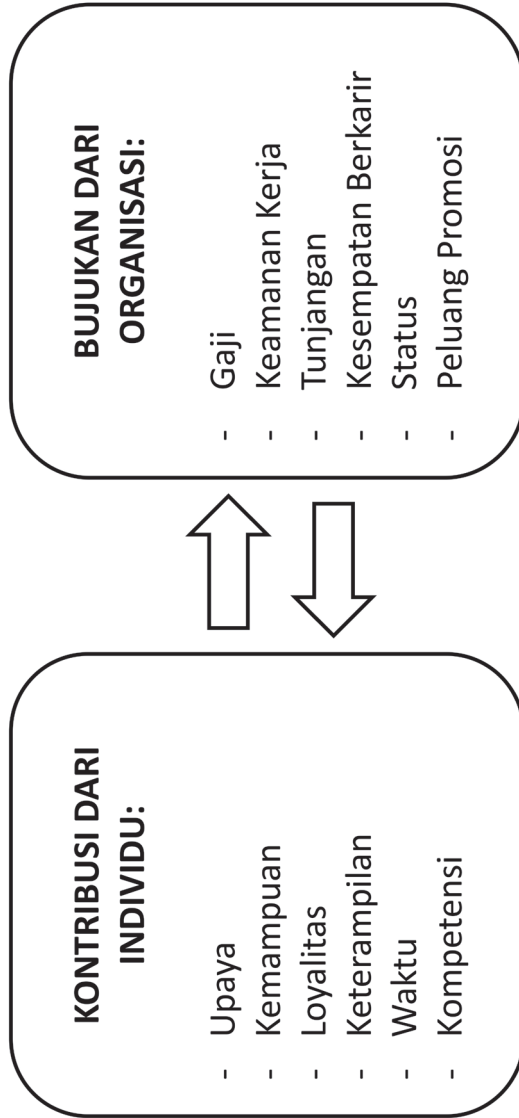 KONTRIBUSI DARI
INDIVIDU:
- Upaya
- Kemampuan
- Loyalitas
- Keterampilan
- Waktu
- Kompetensi
BUJUKAN DARI
ORGANISASI:
- Gaji
- Keamanan Kerja
- Tunjangan
- Kesempatan Berkarir
- Status
- Peluang Promosi